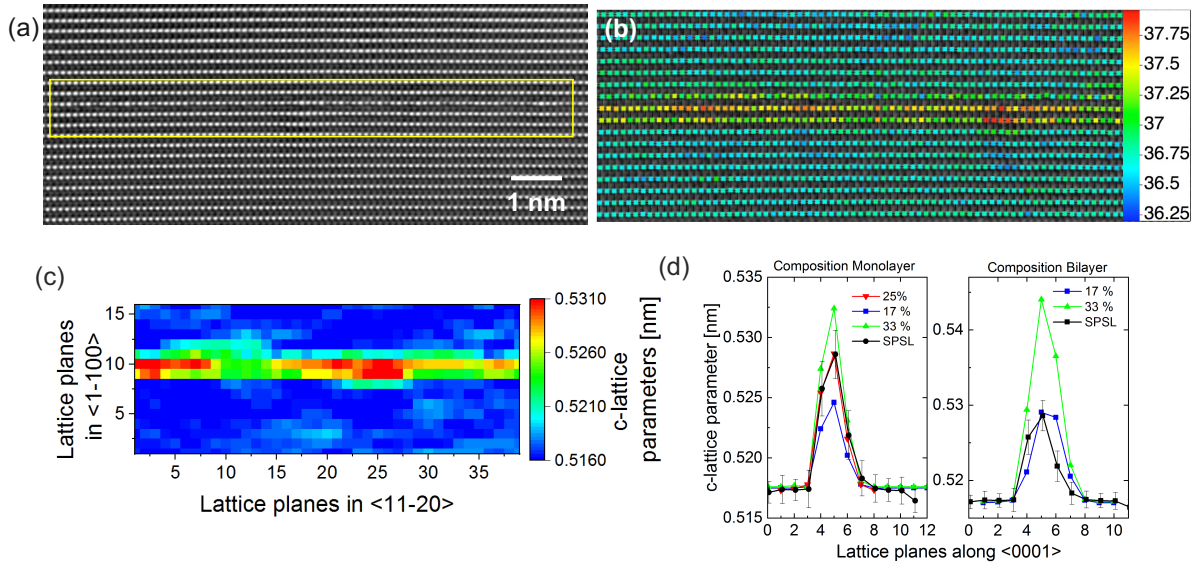 (a)
1 nm
(b)
37.75
37.5
37.25
37
36.75
36.5
36.25
(c)
Lattice planes
in <1-100>
15
10
5
5 10 15 20 25 30 35
Lattice planes in <11-20>
0.5310
0.5260
0.5210
0.5160
c-lattice
parameters [nm]
(d)
Composition Monolayer
25%
17 %
33 %
SPSL
c-lattice parameter [nm]
0.535
0.530
0.525
0.520
0.515
0 2 4 6 8 10 12
Composition Bilayer
17 %
33 %
SPSL
0.54
0.53
0.52
0 2 4 6 8 10
Lattice planes along <0001>